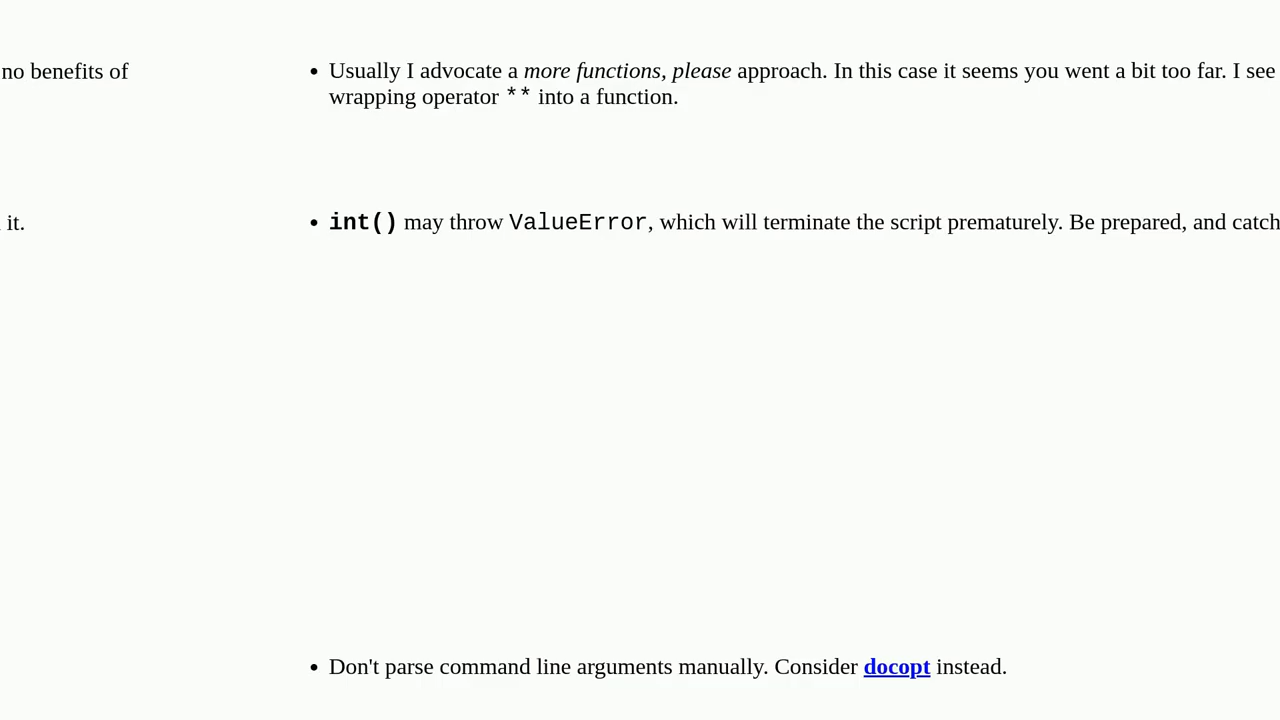 no benefits of
• Usually I advocate a more functions, please approach. In this case it seems you went a bit too far. I see
wrapping operator ** into a function.
it.
• int() may throw ValueError, which will terminate the script prematurely. Be prepared, and catch
• Don't parse command line arguments manually. Consider docopt instead.